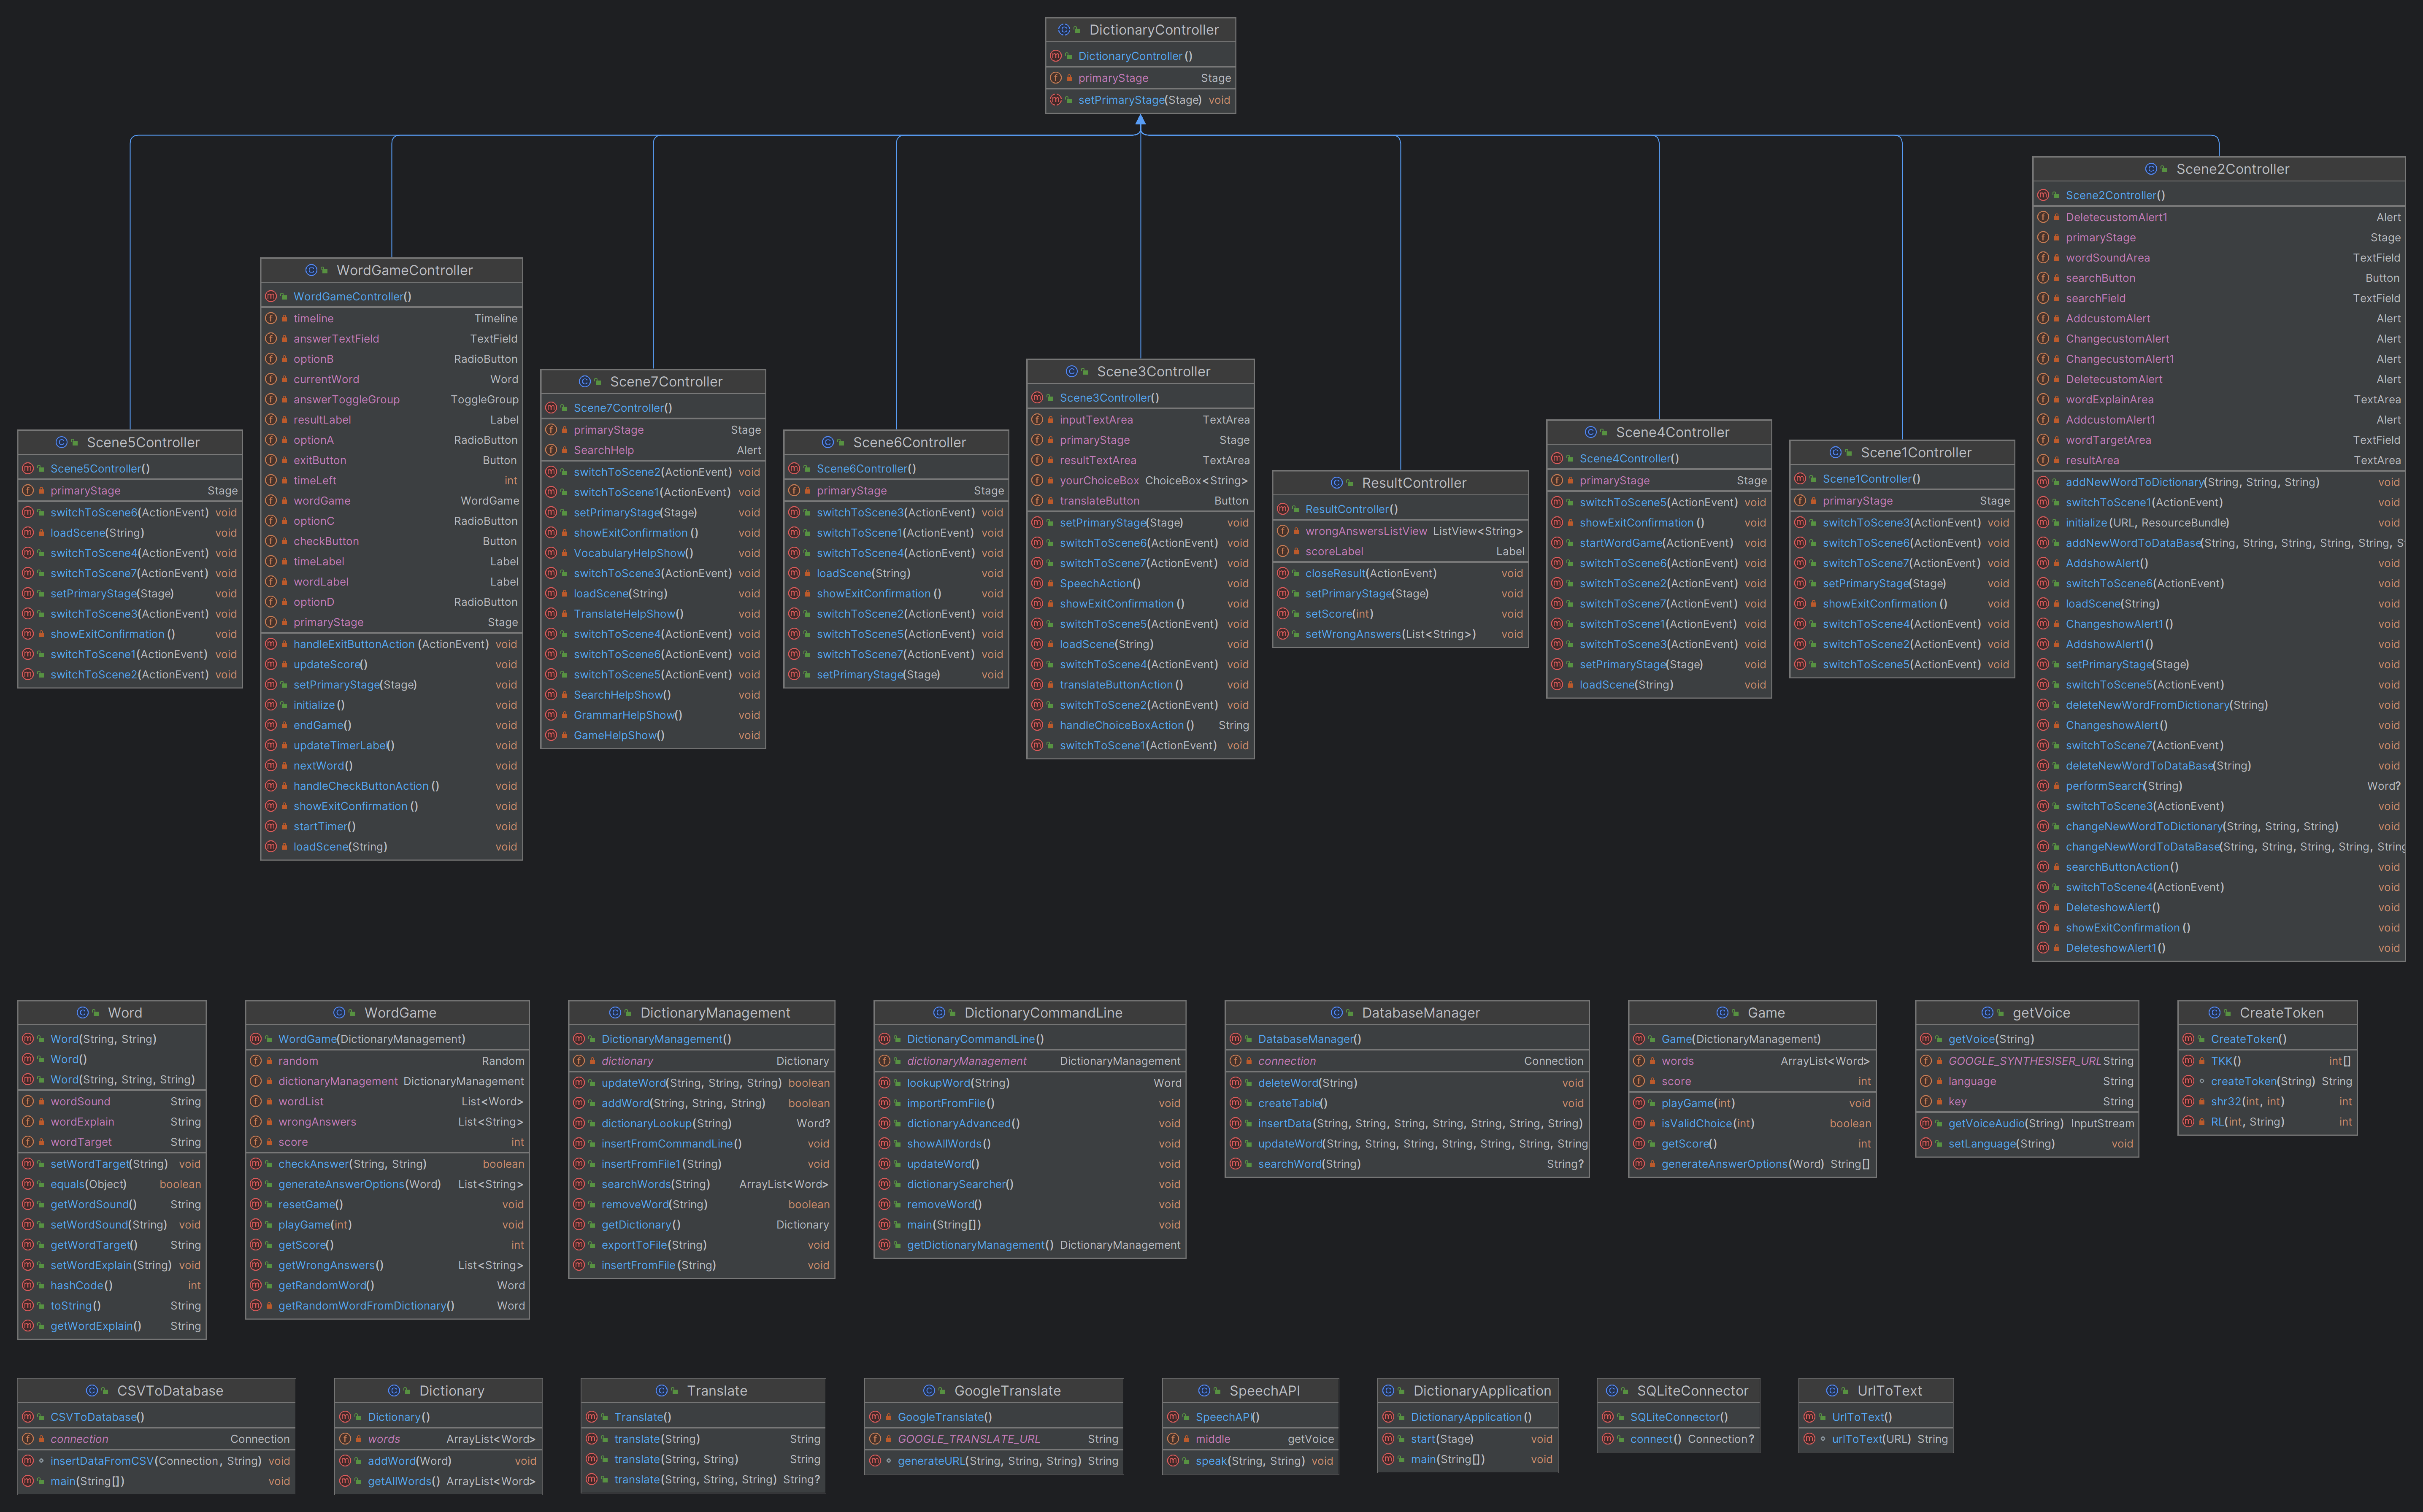 DictionaryController
DictionaryController()
primaryStage Stage
setPrimaryStage(Stage) void
Scene5Controller
Scene5Controller()
primaryStage Stage
switchToScene6(ActionEvent) void
loadScene(String) void
switchToScene4(ActionEvent) void
switchToScene7(ActionEvent) void
setPrimaryStage(Stage) void
switchToScene3(ActionEvent) void
showExitConfirmation() void
switchToScene1(ActionEvent) void
switchToScene2(ActionEvent) void
WordGameController
WordGameController()
timeline Timeline
answerTextField TextField
optionB RadioButton
currentWord Word
answerToggleGroup ToggleGroup
resultLabel Label
optionA RadioButton
exitButton Button
timeLeft int
wordGame WordGame
optionC RadioButton
checkButton Button
timeLabel Label
wordLabel Label
optionD RadioButton
primaryStage Stage
handleExitButtonAction(ActionEvent) void
updateScore() void
setPrimaryStage(Stage) void
initialize() void
endGame() void
updateTimerLabel() void
nextWord() void
handleCheckButtonAction() void
showExitConfirmation() void
startTimer() void
loadScene(String) void
Scene7Controller
Scene7Controller()
primaryStage Stage
SearchHelp Alert
switchToScene2(ActionEvent) void
switchToScene1(ActionEvent) void
setPrimaryStage(Stage) void
showExitConfirmation() void
VocabularyHelpShow() void
switchToScene3(ActionEvent) void
loadScene(String) void
TranslateHelpShow() void
switchToScene4(ActionEvent) void
switchToScene6(ActionEvent) void
switchToScene5(ActionEvent) void
SearchHelpShow() void
GrammarHelpShow() void
GameHelpShow() void
Scene6Controller
Scene6Controller()
primaryStage Stage
switchToScene3(ActionEvent) void
switchToScene1(ActionEvent) void
switchToScene4(ActionEvent) void
loadScene(String) void
showExitConfirmation() void
switchToScene2(ActionEvent) void
switchToScene5(ActionEvent) void
switchToScene7(ActionEvent) void
setPrimaryStage(Stage) void
Scene3Controller
Scene3Controller()
inputTextArea TextArea
primaryStage Stage
resultTextArea TextArea
yourChoiceBox ChoiceBox<String>
translateButton Button
setPrimaryStage(Stage) void
switchToScene6(ActionEvent) void
switchToScene7(ActionEvent) void
SpeechAction() void
showExitConfirmation() void
switchToScene5(ActionEvent) void
loadScene(String) void
switchToScene4(ActionEvent) void
translateButtonAction() void
switchToScene2(ActionEvent) void
handleChoiceBoxAction() String
switchToScene1(ActionEvent) void
ResultController
ResultController()
wrongAnswersListView ListView<String>
scoreLabel Label
closeResult(ActionEvent) void
setPrimaryStage(Stage) void
setScore(int) void
setWrongAnswers(List<String>) void
Scene4Controller
Scene4Controller()
primaryStage Stage
switchToScene5(ActionEvent) void
showExitConfirmation() void
startWordGame(ActionEvent) void
switchToScene6(ActionEvent) void
switchToScene2(ActionEvent) void
switchToScene7(ActionEvent) void
switchToScene1(ActionEvent) void
switchToScene3(ActionEvent) void
setPrimaryStage(Stage) void
loadScene(String) void
Scene1Controller
Scene1Controller()
primaryStage Stage
switchToScene3(ActionEvent) void
switchToScene6(ActionEvent) void
switchToScene7(ActionEvent) void
setPrimaryStage(Stage) void
showExitConfirmation() void
switchToScene4(ActionEvent) void
switchToScene2(ActionEvent) void
switchToScene5(ActionEvent) void
Scene2Controller
Scene2Controller()
DeletecustomAlert1 Alert
primaryStage Stage
wordSoundArea TextField
searchButton Button
searchField TextField
AddcustomAlert Alert
ChangecustomAlert Alert
ChangecustomAlert1 Alert
DeletecustomAlert Alert
wordExplainArea TextArea
AddcustomAlert1 Alert
wordTargetArea TextField
resultArea TextArea
addNewWordToDictionary(String, String, String) void
switchToScene1(ActionEvent) void
initialize(URL, ResourceBundle) void
addNewWordToDataBase(String, String, String, String, String, S
AddshowAlert() void
switchToScene6(ActionEvent) void
loadScene(String) void
ChangeshowAlert1() void
AddshowAlert1() void
setPrimaryStage(Stage) void
switchToScene5(ActionEvent) void
deleteNewWordFromDictionary(String) void
ChangeshowAlert() void
switchToScene7(ActionEvent) void
deleteNewWordToDataBase(String) void
performSearch(String) Word?
switchToScene3(ActionEvent) void
changeNewWordToDictionary(String, String, String) void
changeNewWordToDataBase(String, String, String, String, String
searchButtonAction() void
switchToScene4(ActionEvent) void
DeleteshowAlert() void
showExitConfirmation() void
DeleteshowAlert1() void
Word
Word(String, String)
Word()
Word(String, String, String)
wordSound String
wordExplain String
wordTarget String
setWordTarget(String) void
equals(Object) boolean
getWordSound() String
setWordSound(String) void
getWordTarget() String
setWordExplain(String) void
hashCode() int
toString() String
getWordExplain() String
WordGame
WordGame(DictionaryManagement)
random Random
dictionaryManagement DictionaryManagement
wordList List<Word>
wrongAnswers List<String>
score int
checkAnswer(String, String) boolean
generateAnswerOptions(Word) List<String>
resetGame() void
playGame(int) void
getScore() int
getWrongAnswers() List<String>
getRandomWord() Word
getRandomWordFromDictionary() Word
DictionaryManagement
DictionaryManagement()
dictionary Dictionary
updateWord(String, String, String) boolean
addWord(String, String, String) boolean
dictionaryLookup(String) Word?
insertFromCommandLine() void
insertFromFile1(String) void
searchWords(String) ArrayList<Word>
removeWord(String) boolean
getDictionary() Dictionary
exportToFile(String) void
insertFromFile(String) void
DictionaryCommandLine
DictionaryCommandLine()
dictionaryManagement DictionaryManagement
lookupWord(String) Word
importFromFile() void
dictionaryAdvanced() void
showAllWords() void
updateWord() void
dictionarySearcher() void
removeWord() void
main(String[]) void
getDictionaryManagement() DictionaryManagement
DatabaseManager
DatabaseManager()
connection Connection
deleteWord(String) void
createTable() void
insertData(String, String, String, String, String, String, String)
updateWord(String, String, String, String, String, String, String
searchWord(String) String?
Game
Game(DictionaryManagement)
words ArrayList<Word>
score int
playGame(int) void
isValidChoice(int) boolean
getScore() int
generateAnswerOptions(Word) String[]
getVoice
getVoice(String)
GOOGLE_SYNTHESISER_URL String
language String
key String
getVoiceAudio(String) InputStream
setLanguage(String) void
CreateToken
CreateToken()
TKK() int[]
createToken(String) String
shr32(int, int) int
RL(int, String) int
CSVToDatabase
CSVToDatabase()
connection Connection
insertDataFromCSV(Connection, String) void
main(String[]) void
Dictionary
Dictionary()
words ArrayList<Word>
addWord(Word) void
getAllWords() ArrayList<Word>
Translate
Translate()
translate(String) String
translate(String, String) String
translate(String, String, String) String?
GoogleTranslate
GoogleTranslate()
GOOGLE_TRANSLATE_URL String
generateURL(String, String, String) String
SpeechAPI
SpeechAPI()
middle getVoice
speak(String, String) void
DictionaryApplication
DictionaryApplication()
start(Stage) void
main(String[]) void
SQLiteConnector
SQLiteConnector()
connect() Connection?
UrlToText
UrlToText()
urlToText(URL) String